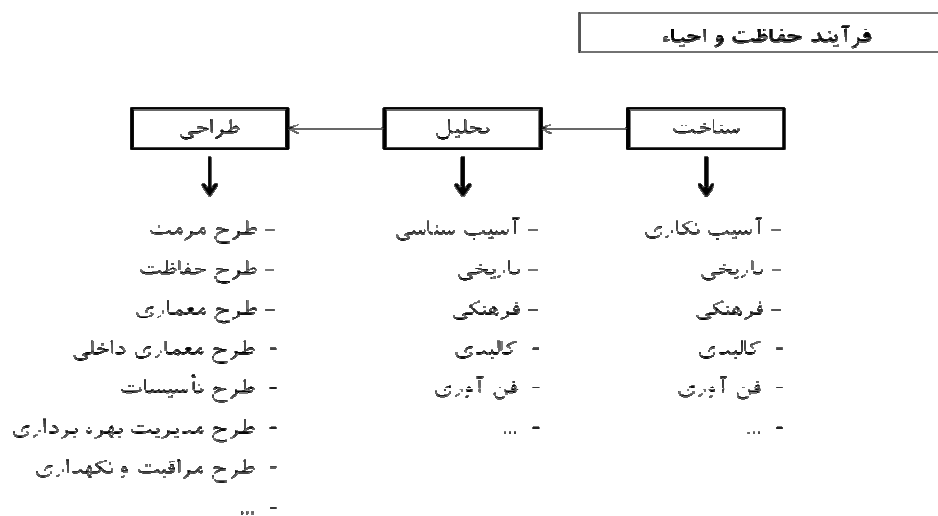 فرآیند حفاظت و احیاء
شناخت
تحلیل
طراحی
– آسیب نگاری
– تاریخی
– فرهنگی
- کالبدی
- فن آوری
- ...
– آسیب شناسی
– تاریخی
– فرهنگی
- کالبدی
- فن آوری
- ...
– طرح مرمت
– طرح حفاظت
– طرح معماری
- طرح معماری داخلی
- طرح تأسیسات
- طرح مدیریت بهره برداری
- طرح مراقبت و نگهداری
- ...